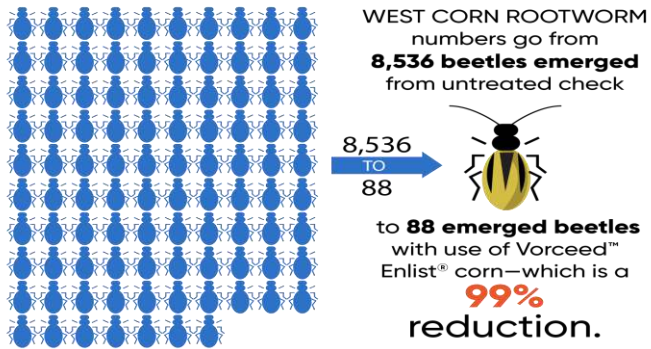 WEST CORN ROOTWORM
numbers go from
8,536 beetles emerged
from untreated check
8,536
TO
88
to 88 emerged beetles
with use of Vorceed™
Enlist® corn—which is a
99%
reduction.